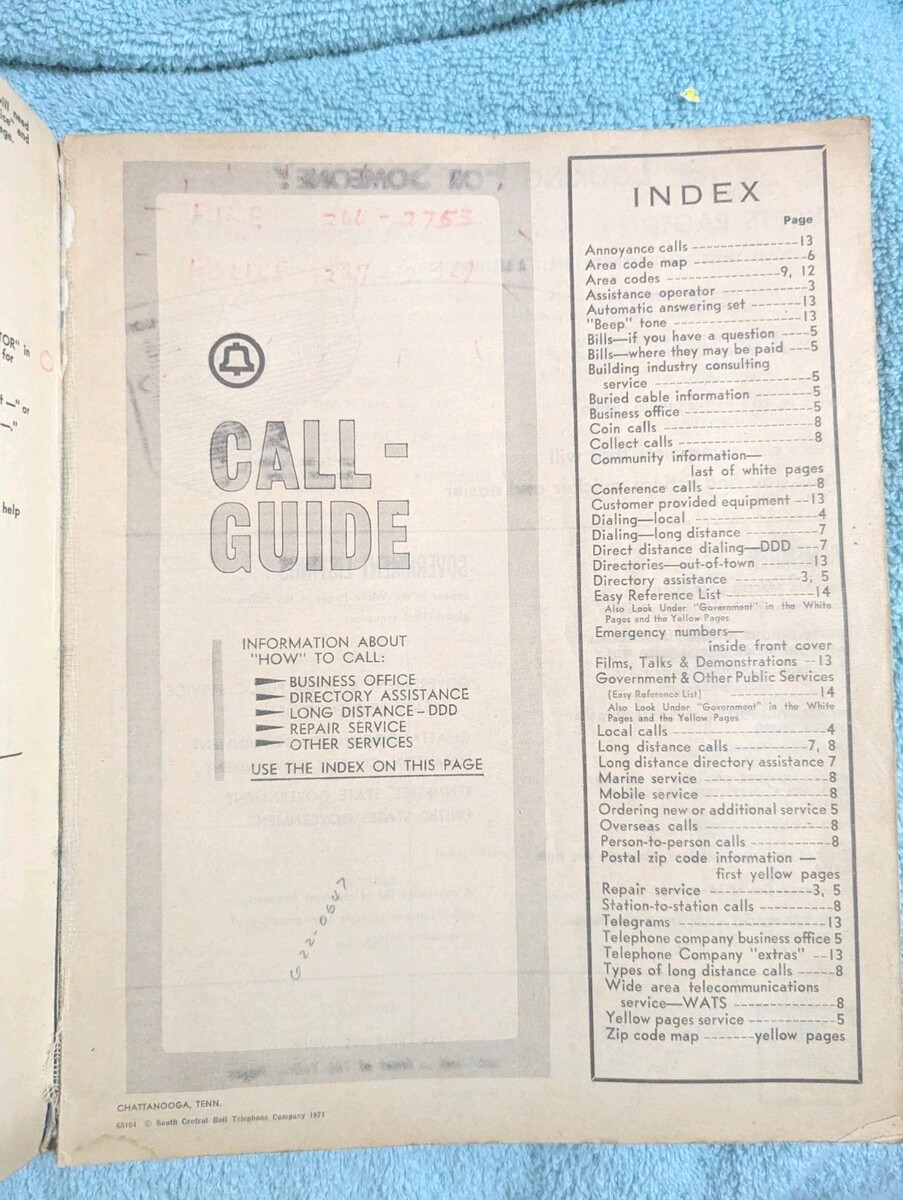 ill need
ice" and
ge.
TOR" in
for
t —" or
—."
help
FIRE 266-2753
CALL-
GUIDE
INFORMATION ABOUT
"HOW" TO CALL:
BUSINESS OFFICE
DIRECTORY ASSISTANCE
LONG DISTANCE - DDD
REPAIR SERVICE
OTHER SERVICES
USE THE INDEX ON THIS PAGE
622-0647
CHATTANOOGA, TENN.
68164 © South Central Bell Telephone Company 1971
INDEX
Page
Annoyance calls -------------13
Area code map --------------6
Area codes --------------9, 12
Assistance operator -----------3
Automatic answering set -------13
"Beep" tone ----------------13
Bills—if you have a question ----5
Bills—where they may be paid ---5
Building industry consulting
service --------------------5
Buried cable information --------5
Business office ----------------5
Coin calls --------------------8
Collect calls ------------------8
Community information—
last of white pages
Conference calls ---------------8
Customer provided equipment --13
Dialing—local ----------------4
Dialing—long distance ----------7
Direct distance dialing—DDD ----7
Directories—out-of-town -------13
Directory assistance ---------3, 5
Easy Reference List -----------14
Also Look Under "Government" in the White
Pages and the Yellow Pages
Emergency numbers—
inside front cover
Films, Talks & Demonstrations --13
Government & Other Public Services
(Easy Reference List) -----------14
Also Look Under "Government" in the White
Pages and the Yellow Pages
Local calls --------------------4
Long distance calls ----------7, 8
Long distance directory assistance 7
Marine service ----------------8
Mobile service ----------------8
Ordering new or additional service 5
Overseas calls ----------------8
Person-to-person calls -----------8
Postal zip code information —
first yellow pages
Repair service -------------3, 5
Station-to-station calls ----------8
Telegrams ------------------13
Telephone company business office 5
Telephone Company "extras" --13
Types of long distance calls -----8
Wide area telecommunications
service—WATS -------------8
Yellow pages service -----------5
Zip code map -------yellow pages